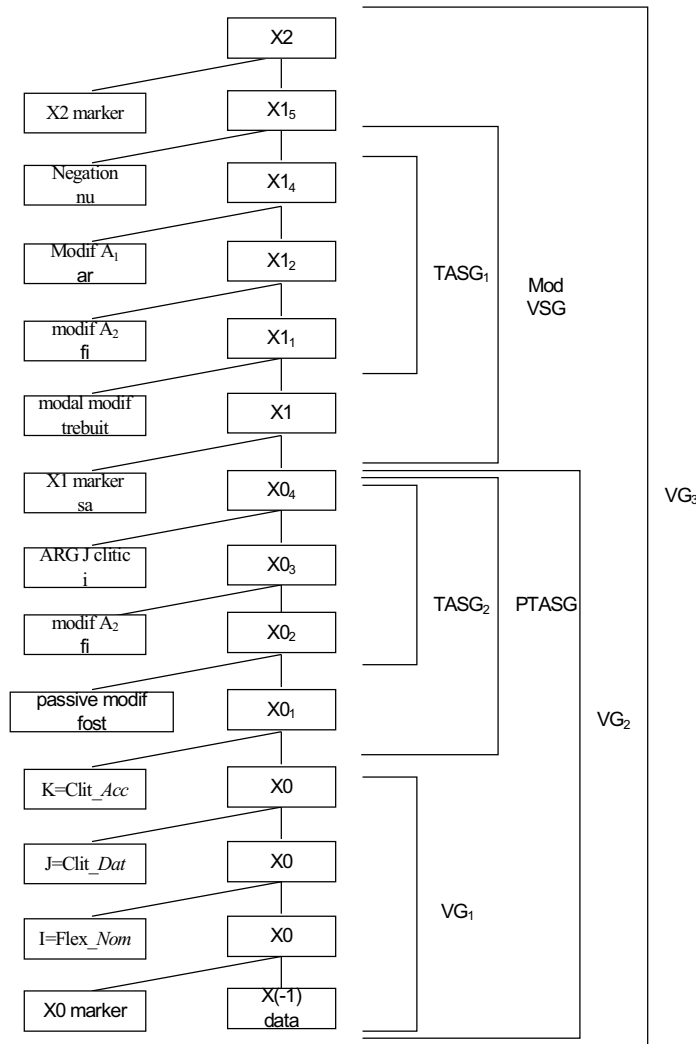 X2
X2 marker
X1₅
Negation
nu
X1₄
Modif A₁
ar
X1₂
TASG₁
Mod
VSG
modif A₂
fi
X1₁
modal modif
trebuit
X1
X1 marker
sa
X0₄
VG₃
ARG J clitic
i
X0₃
modif A₂
fi
X0₂
TASG₂
PTASG
passive modif
fost
X0₁
VG₂
K=Clit_Acc
X0
J=Clit_Dat
X0
I=Flex_Nom
X0
VG₁
X0 marker
X(-1)
data